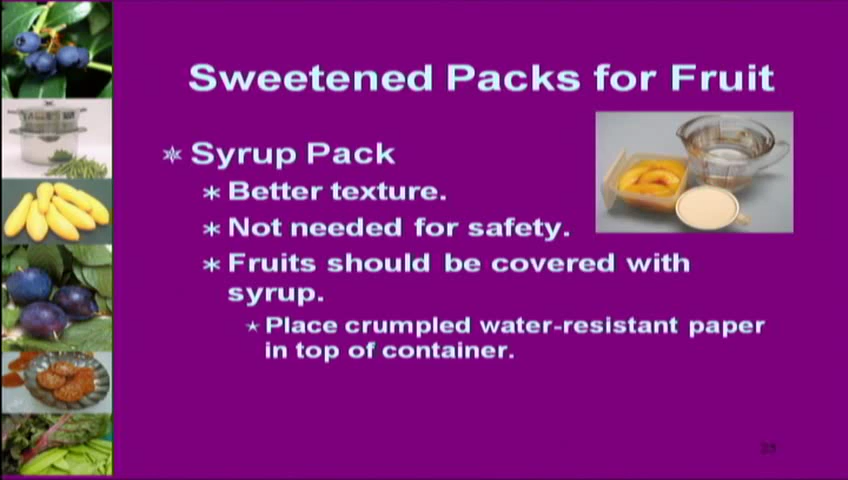 Sweetened Packs for Fruit
Syrup Pack
Better texture.
Not needed for safety.
Fruits should be covered with
syrup.
Place crumpled water-resistant paper
in top of container.